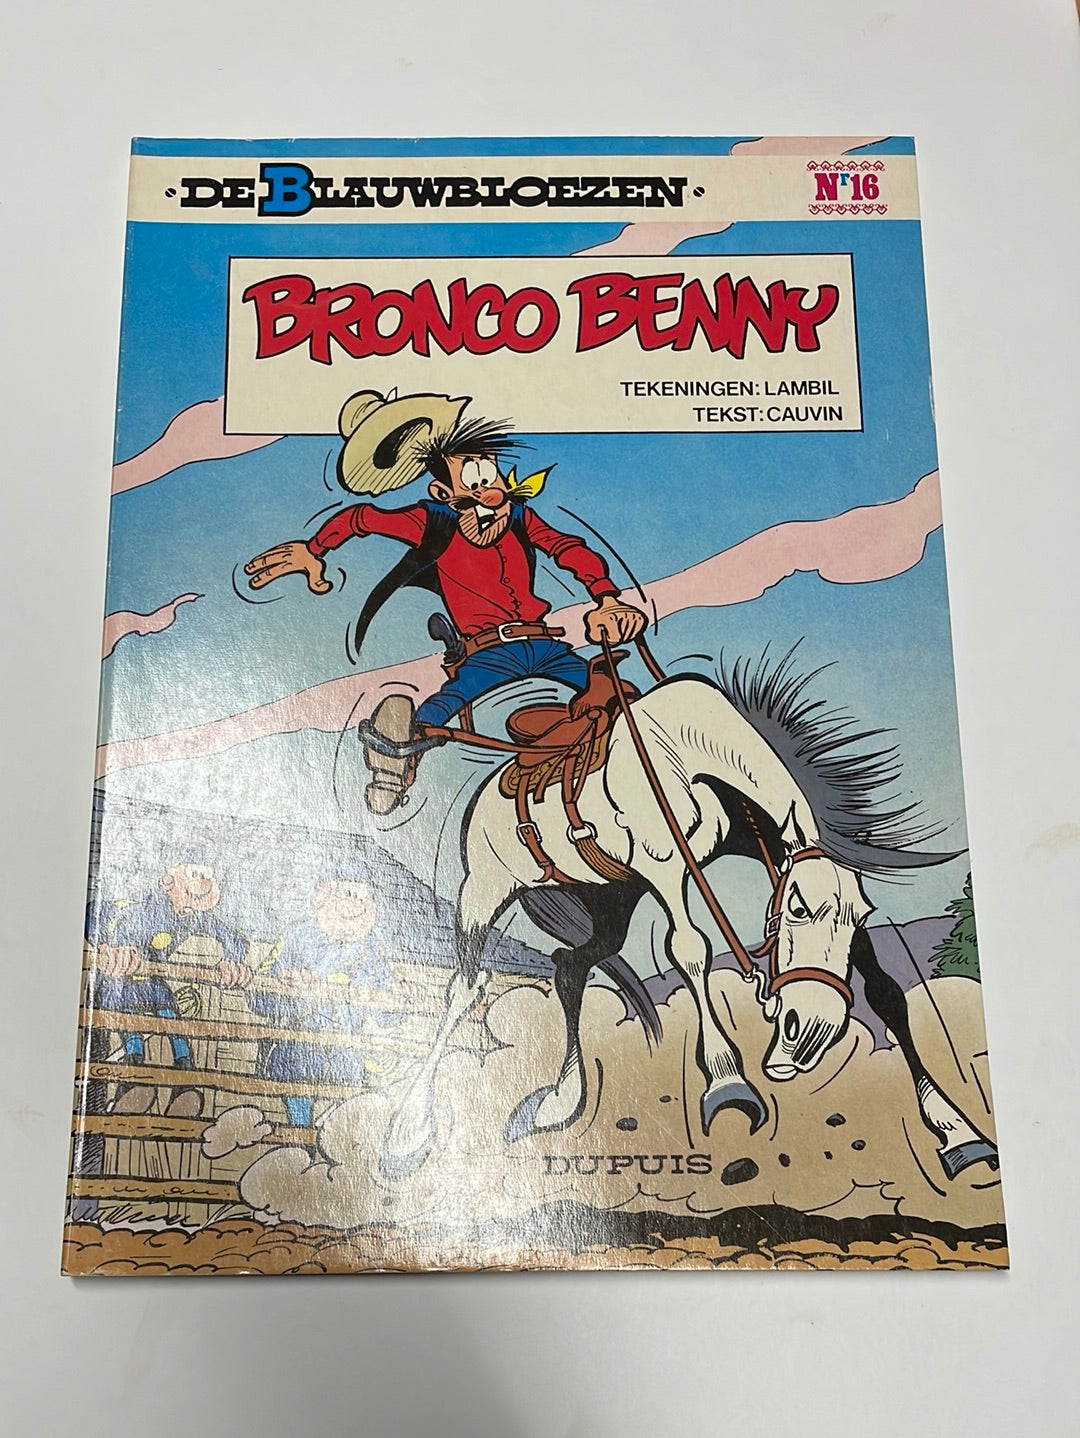 DE BLAUWBLOEZEN
Nr 16
BRONCO BENNY
TEKENINGEN: LAMBIL
TEKST: CAUVIN
DUPUIS